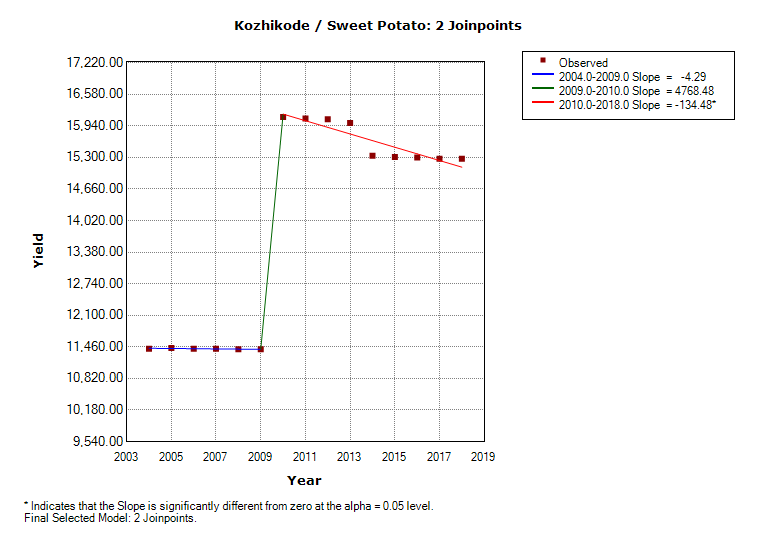 Kozhikode / Sweet Potato: 2 Joinpoints
Observed
2004.0-2009.0 Slope = -4.29
2009.0-2010.0 Slope = 4768.48
2010.0-2018.0 Slope = -134.48*
17,220.00
16,580.00
15,940.00
15,300.00
14,660.00
14,020.00
13,380.00
12,740.00
12,100.00
11,460.00
10,820.00
10,180.00
9,540.00
Yield
2003 2005 2007 2009 2011 2013 2015 2017 2019
Year
* Indicates that the Slope is significantly different from zero at the alpha = 0.05 level.
Final Selected Model: 2 Joinpoints.